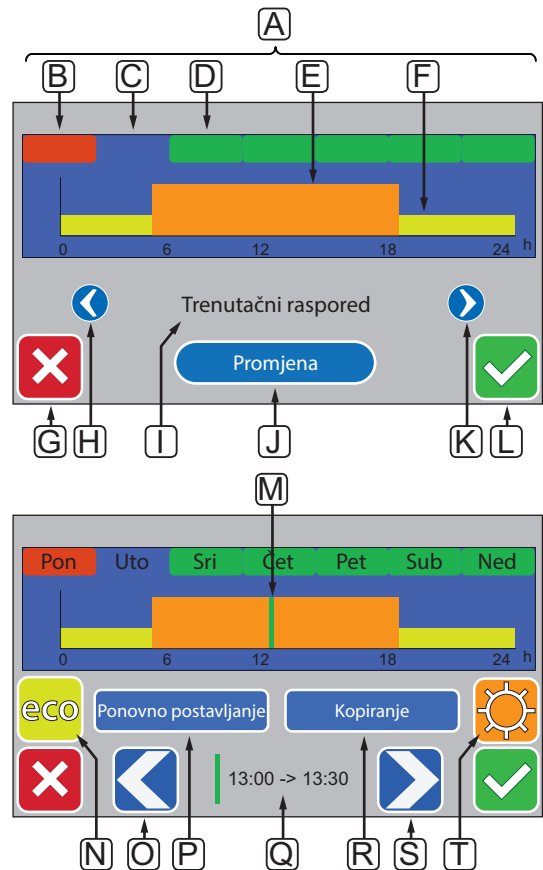 A
B C D E F
0 6 12 18 24 h
Trenutačni raspored
Promjena
G H I J K L
M
Pon Uto Sri Čet Pet Sub Ned
0 6 12 18 24 h
eco Ponovno postavljanje Kopiranje
13:00 -> 13:30
N O P Q R S T